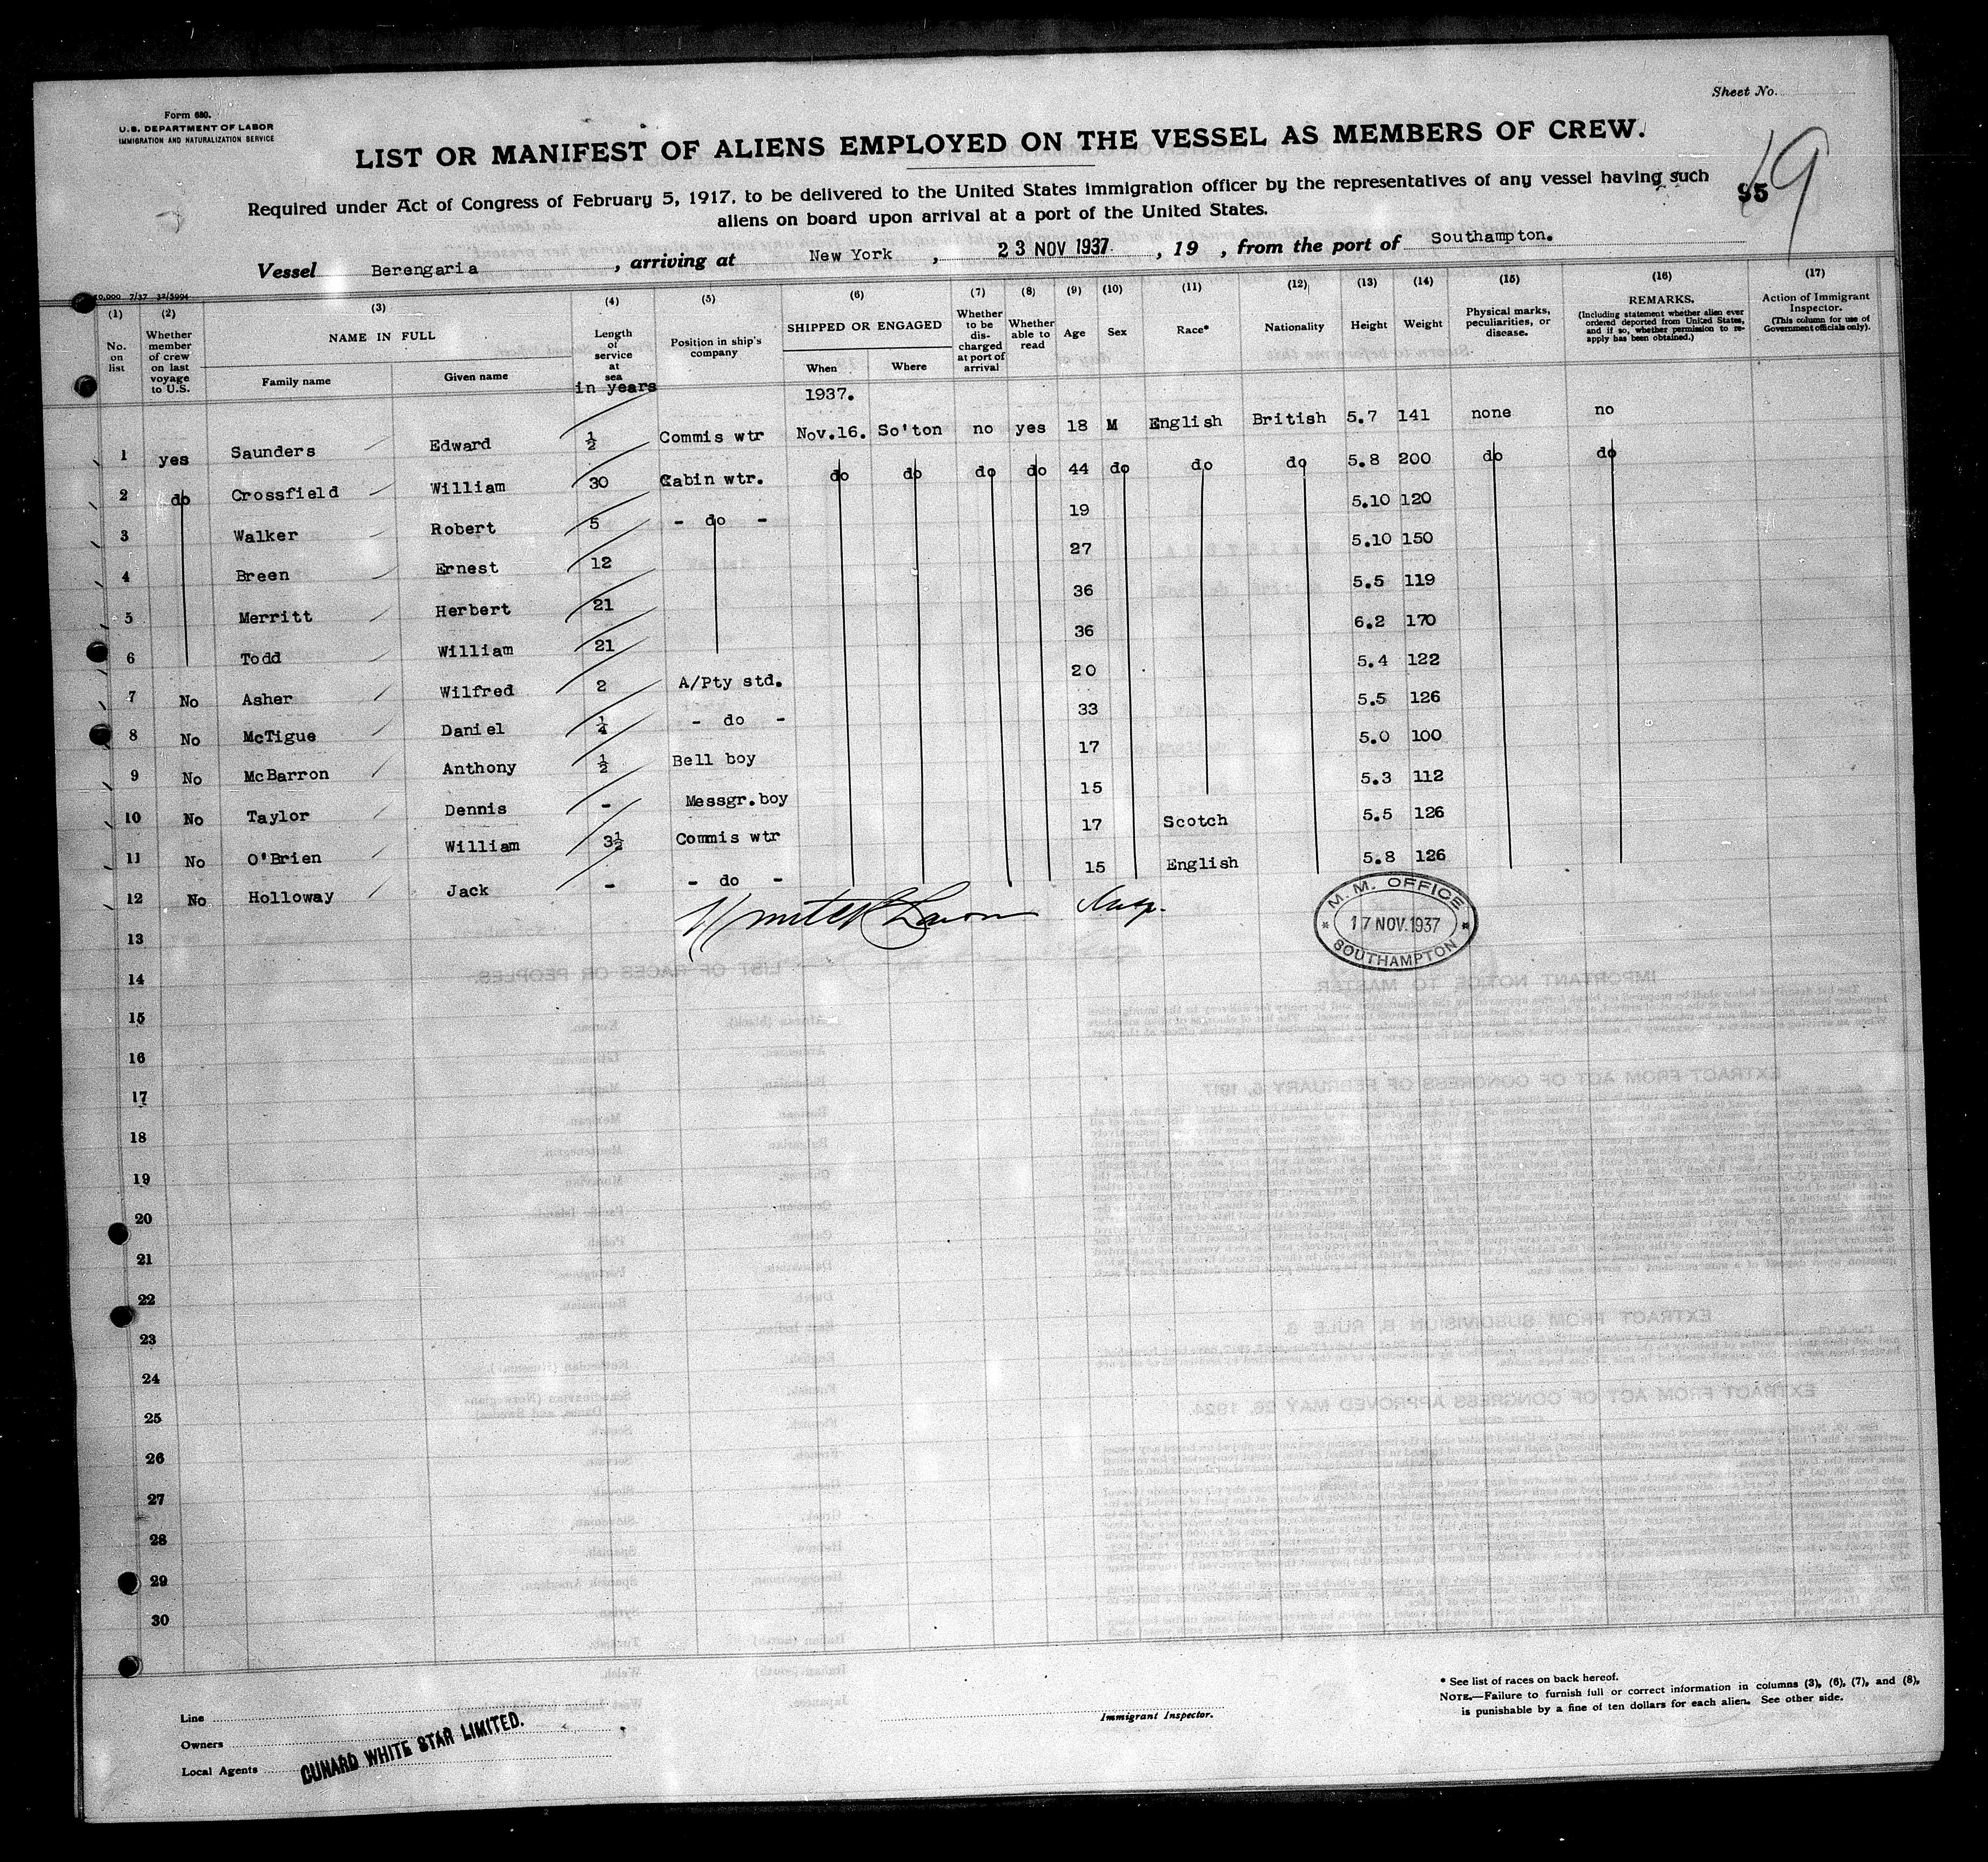 Sheet No.
Form 680.
U.S. DEPARTMENT OF LABOR
IMMIGRATION AND NATURALIZATION SERVICE
LIST OR MANIFEST OF ALIENS EMPLOYED ON THE VESSEL AS MEMBERS OF CREW.
19
95
Required under Act of Congress of February 5, 1917, to be delivered to the United States immigration officer by the representatives of any vessel having such
aliens on board upon arrival at a port of the United States.
Vessel Berengaria, arriving at New York, 23 NOV 1937, 19 , from the port of Southampton.
(1) (2) (3) (4) (5) (6) (7) (8) (9) (10) (11) (12) (13) (14) (15) (16) (17)
No. on list
Whether member of crew on last voyage to U.S.
NAME IN FULL
Family name Given name
Length of service at sea
in years
Position in ship's company
SHIPPED OR ENGAGED
When Where
Whether to be discharged at port of arrival
Whether able to read
Age
Sex
Race*
Nationality
Height
Weight
Physical marks, peculiarities, or disease.
REMARKS.
(Including statement whether alien ever ordered deported from United States, and if so, whether permission to re-apply has been obtained.)
Action of Immigrant Inspector.
(This column for use of Government officials only).
1937.
1 yes Saunders Edward ½ Commis wtr Nov.16. So'ton no yes 18 M English British 5.7 141 none no
2 do Crossfield William 30 Cabin wtr. do do do do 44 do do do 5.8 200 do do
3 Walker Robert 5 - do - 19 5.10 120
4 Breen Ernest 12 27 5.10 150
5 Merritt Herbert 21 36 5.5 119
6 Todd William 21 36 6.2 170
7 No Asher Wilfred 2 A/Pty std. 20 5.4 122
8 No McTigue Daniel ¼ - do - 33 5.5 126
9 No McBarron Anthony ½ Bell boy 17 5.0 100
10 No Taylor Dennis - Messgr.boy 15 5.3 112
11 No O'Brien William 3½ Commis wtr 17 Scotch 5.5 126
12 No Holloway Jack - - do - 15 English 5.8 126
13
M. M. OFFICE
17 NOV. 1937
SOUTHAMPTON
14
15
16
17
18
19
20
21
22
23
24
25
26
27
28
29
30
Line
Owners
Local Agents
CUNARD WHITE STAR LIMITED.
Immigrant Inspector.
* See list of races on back hereof.
NOTE.—Failure to furnish full or correct information in columns (3), (6), (7), and (8),
is punishable by a fine of ten dollars for each alien. See other side.